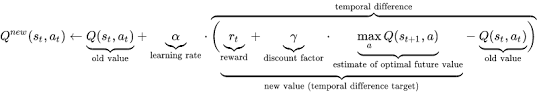 temporal difference
Q^{new}(s_t, a_t) ← Q(s_t, a_t) + α · ( r_t + γ · max_a Q(s_{t+1}, a) − Q(s_t, a_t) )
old value learning rate reward discount factor estimate of optimal future value old value
new value (temporal difference target)